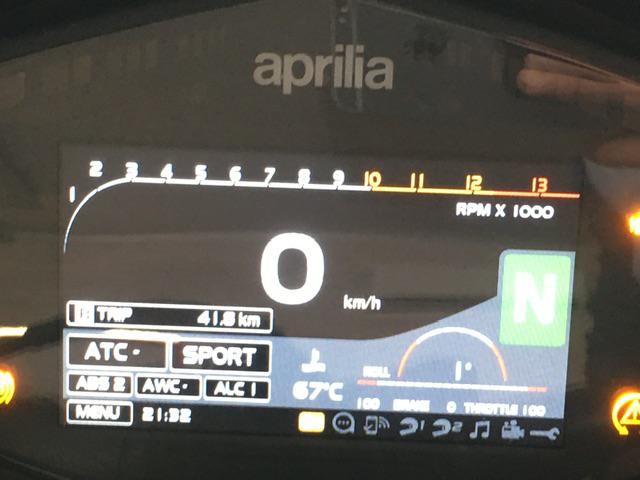 aprilia
1 2 3 4 5 6 7 8 9 10 11 12 13
RPM X 1000
0 km/h
N
TRIP 41.8 km
ATC - SPORT
ABS 2 AWC - ALC 1
67°C
ROLL 1°
100 BRAKE 0 THROTTLE 100
MENU 21:32
1 2